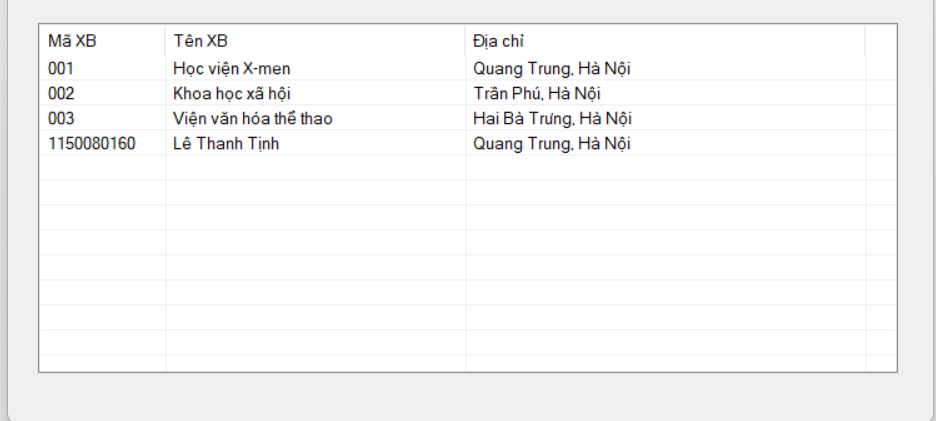 Mã XB Tên XB Địa chỉ
001 Học viện X-men Quang Trung, Hà Nội
002 Khoa học xã hội Trần Phú, Hà Nội
003 Viện văn hóa thể thao Hai Bà Trưng, Hà Nội
1150080160 Lê Thanh Tịnh Quang Trung, Hà Nội